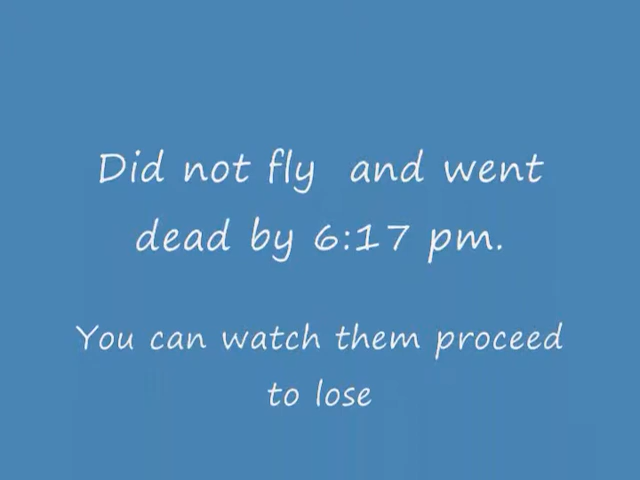 Did not fly and went
dead by 6:17 pm.
You can watch them proceed
to lose